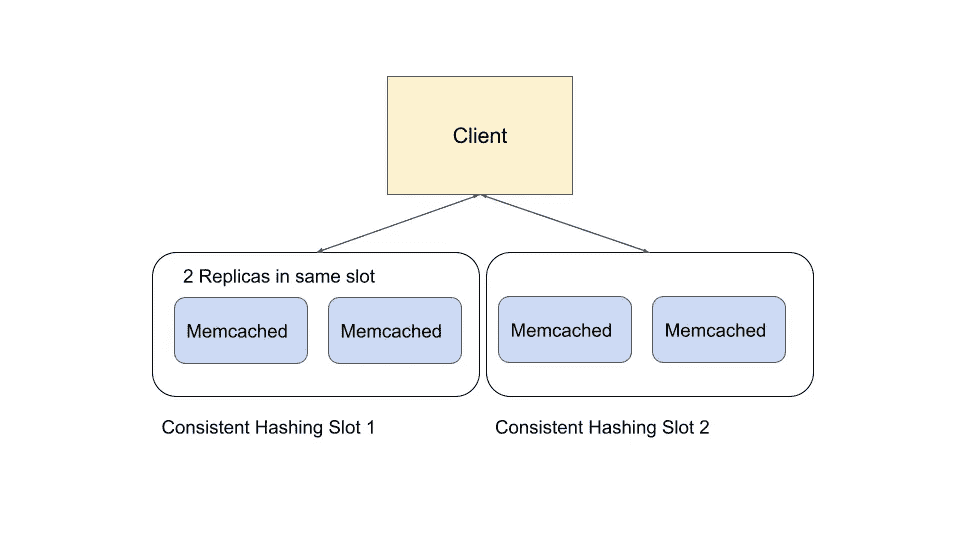 Client
2 Replicas in same slot
Memcached
Memcached
Memcached
Memcached
Consistent Hashing Slot 1
Consistent Hashing Slot 2